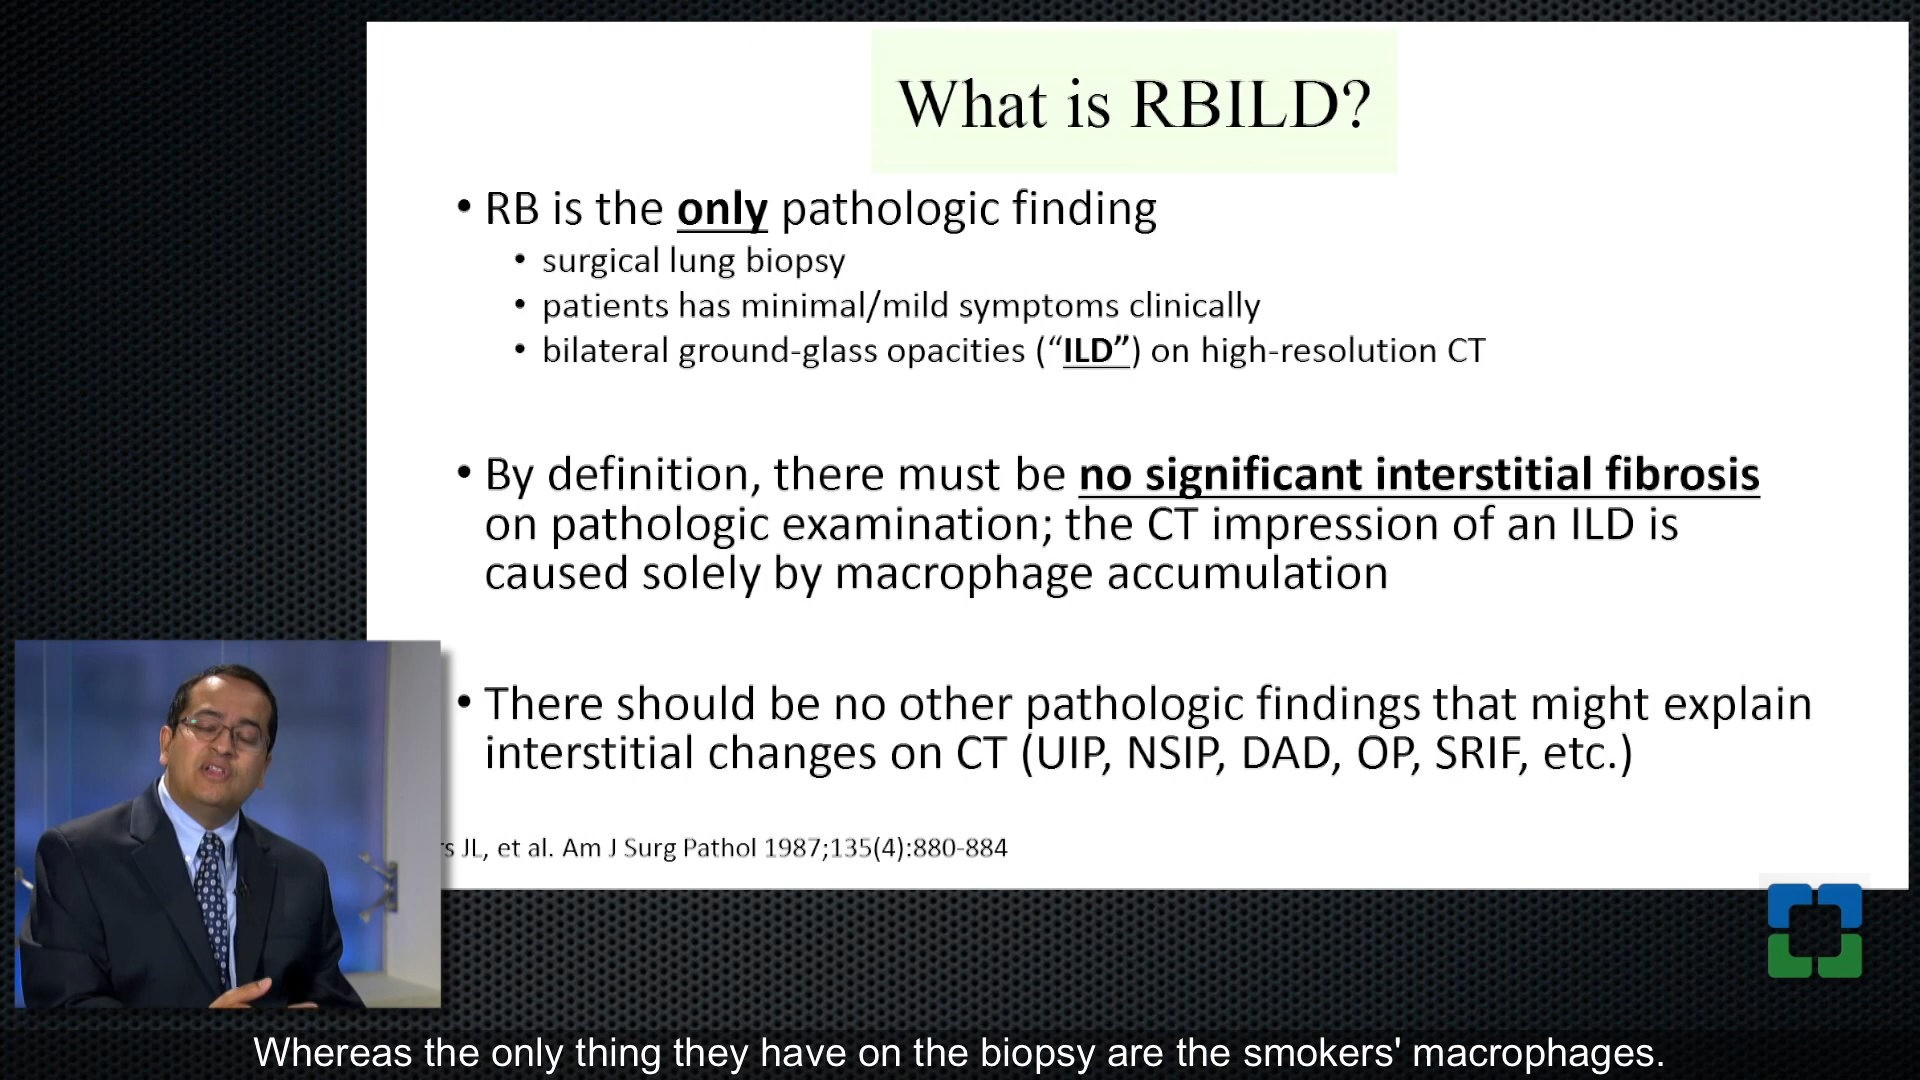 What is RBILD?
• RB is the only pathologic finding
• surgical lung biopsy
• patients has minimal/mild symptoms clinically
• bilateral ground-glass opacities (“ILD”) on high-resolution CT
• By definition, there must be no significant interstitial fibrosis
on pathologic examination; the CT impression of an ILD is
caused solely by macrophage accumulation
• There should be no other pathologic findings that might explain
interstitial changes on CT (UIP, NSIP, DAD, OP, SRIF, etc.)
JL, et al. Am J Surg Pathol 1987;135(4):880-884
Whereas the only thing they have on the biopsy are the smokers' macrophages.